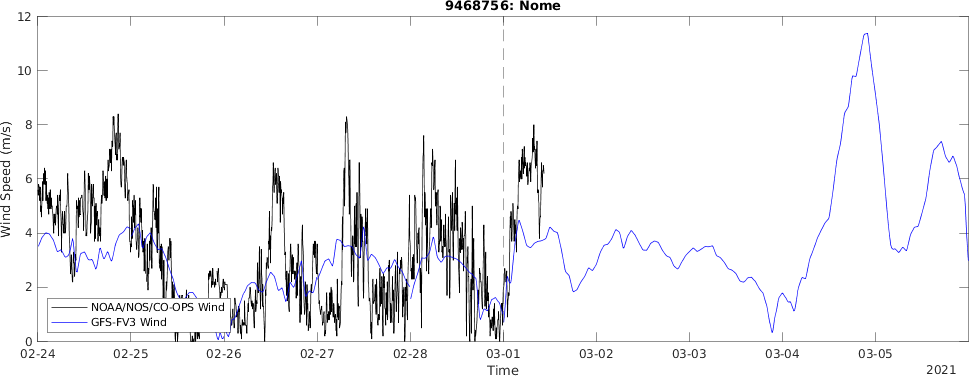 9468756: Nome
12
10
8
6
4
2
0
Wind Speed (m/s)
NOAA/NOS/CO-OPS Wind
GFS-FV3 Wind
02-24 02-25 02-26 02-27 02-28 03-01 03-02 03-03 03-04 03-05
Time
2021